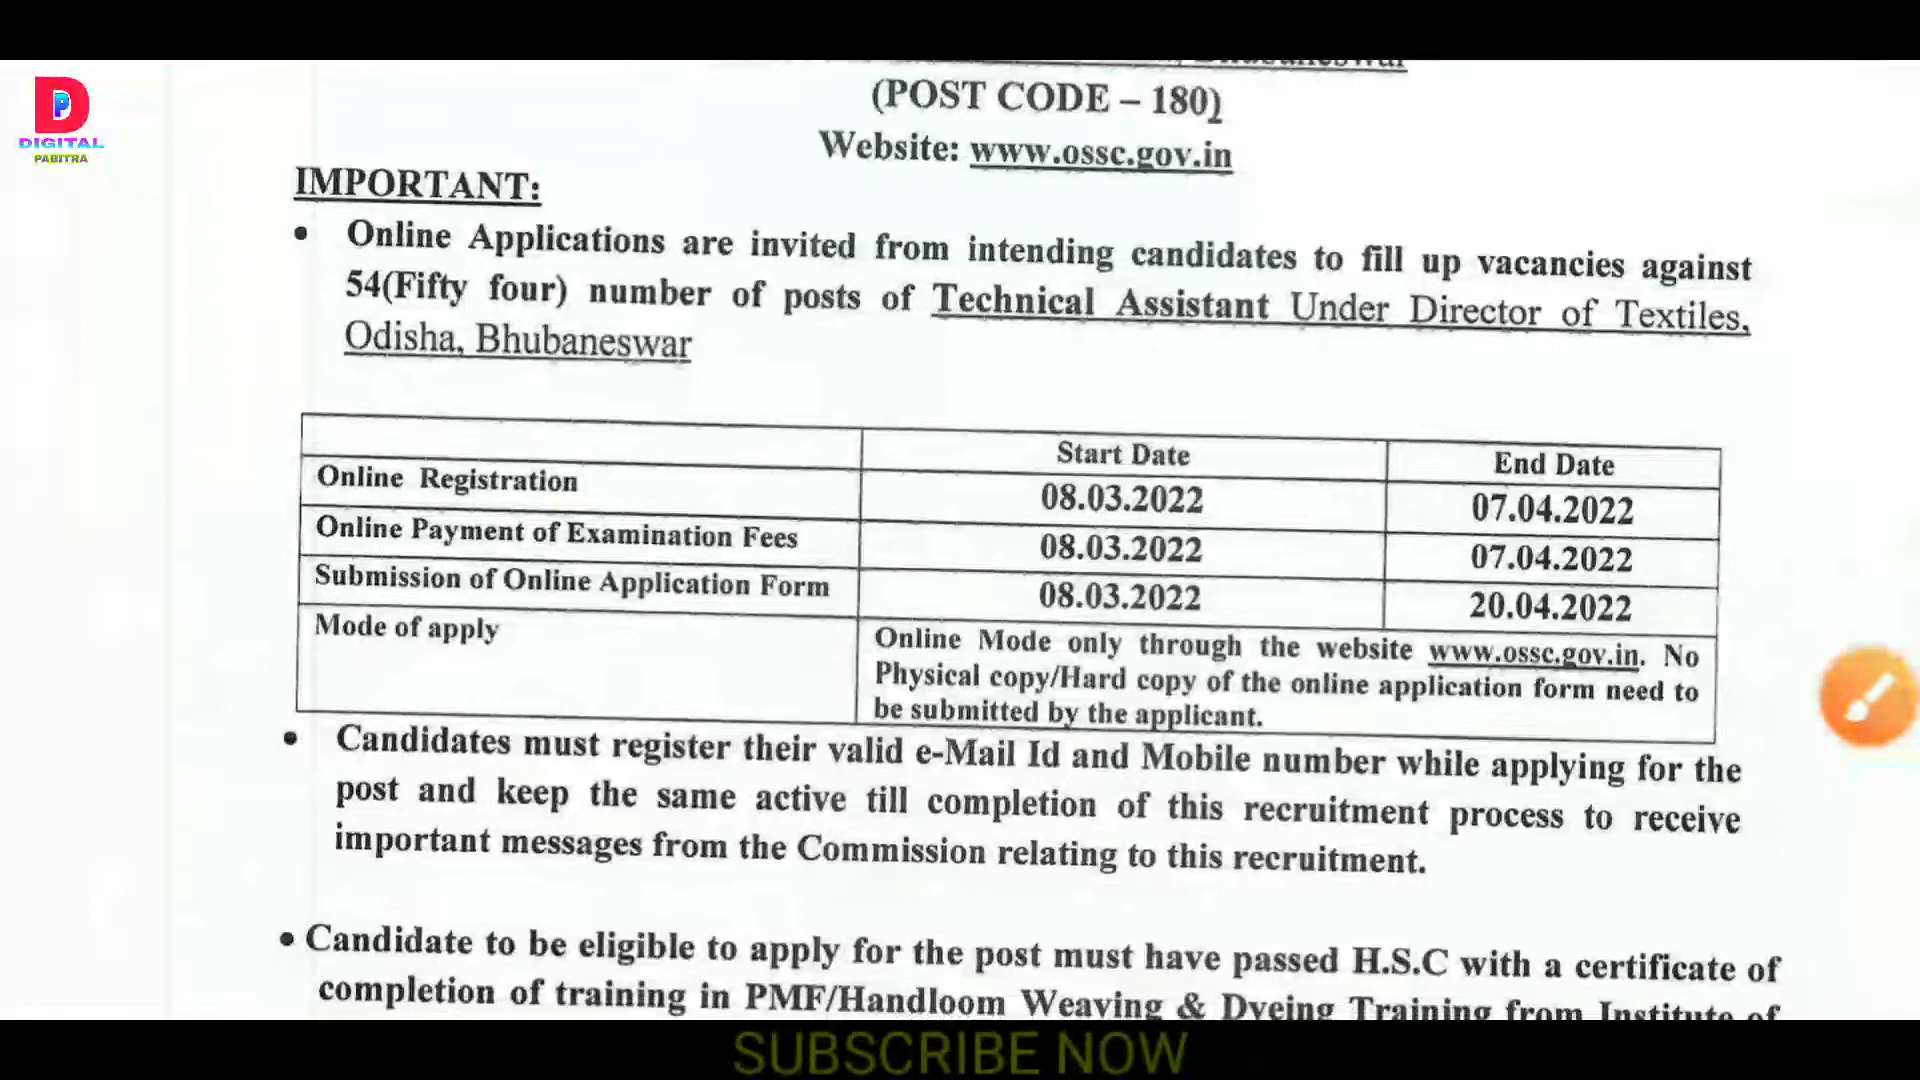 (POST CODE – 180)
Website: www.ossc.gov.in
DIGITAL
PABITRA
IMPORTANT:
• Online Applications are invited from intending candidates to fill up vacancies against
54(Fifty four) number of posts of Technical Assistant Under Director of Textiles,
Odisha, Bhubaneswar
Start Date End Date
Online Registration 08.03.2022 07.04.2022
Online Payment of Examination Fees 08.03.2022 07.04.2022
Submission of Online Application Form 08.03.2022 20.04.2022
Mode of apply Online Mode only through the website www.ossc.gov.in. No
Physical copy/Hard copy of the online application form need to
be submitted by the applicant.
• Candidates must register their valid e-Mail Id and Mobile number while applying for the
post and keep the same active till completion of this recruitment process to receive
important messages from the Commission relating to this recruitment.
• Candidate to be eligible to apply for the post must have passed H.S.C with a certificate of
completion of training in PMF/Handloom Weaving & Dyeing Training from Institute of
SUBSCRIBE NOW